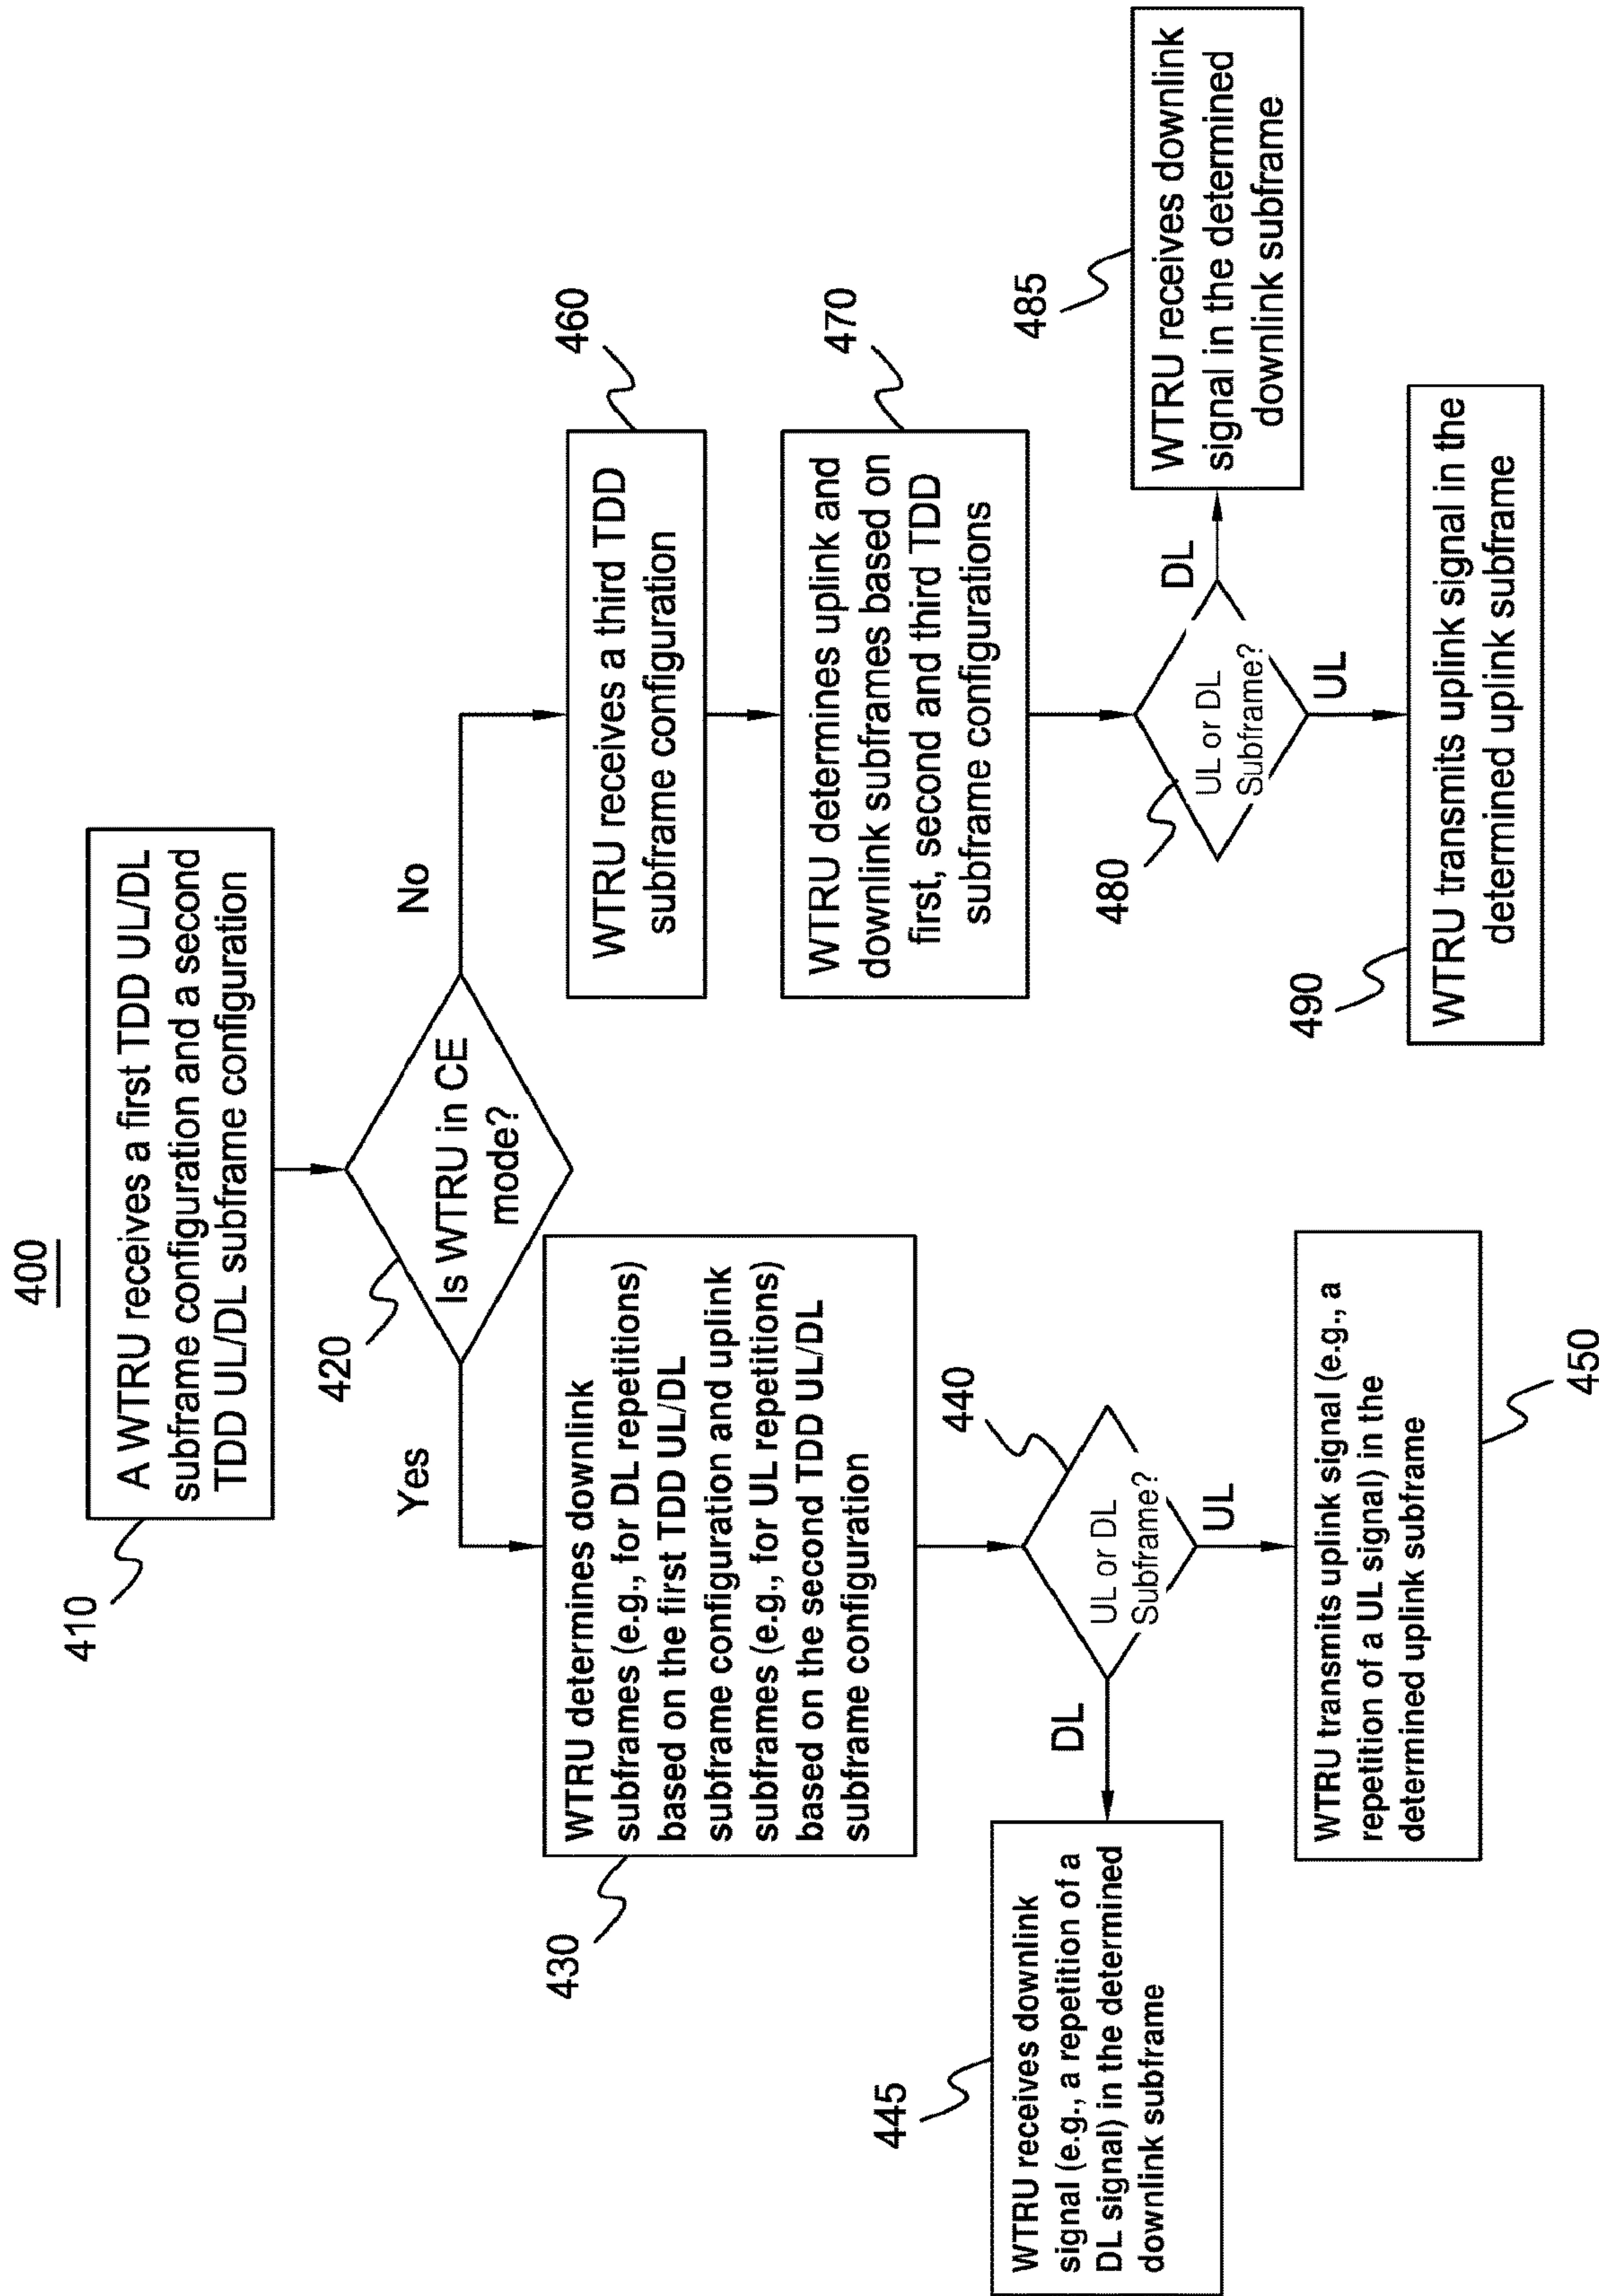 400
410
A WTRU receives a first TDD UL/DL
subframe configuration and a second
TDD UL/DL subframe configuration
420
Is WTRU in CE
mode?
Yes
No
430
WTRU determines downlink
subframes (e.g., for DL repetitions)
based on the first TDD UL/DL
subframe configuration and uplink
subframes (e.g., for UL repetitions)
based on the second TDD UL/DL
subframe configuration
440
UL or DL
Subframe?
DL
UL
445
WTRU receives downlink
signal (e.g., a repetition of a
DL signal) in the determined
downlink subframe
WTRU transmits uplink signal (e.g., a
repetition of a UL signal) in the
determined uplink subframe
450
460
WTRU receives a third TDD
subframe configuration
470
WTRU determines uplink and
downlink subframes based on
first, second and third TDD
subframe configurations
480
UL or DL
Subframe?
DL
UL
485
WTRU receives downlink
signal in the determined
downlink subframe
490
WTRU transmits uplink signal in the
determined uplink subframe